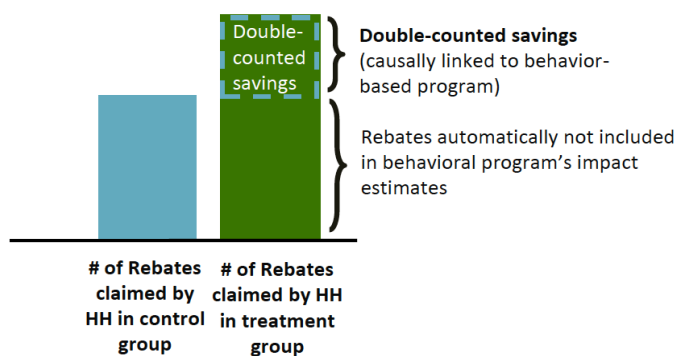 Double-
counted
savings
Double-counted savings
(causally linked to behavior-
based program)
Rebates automatically not included
in behavioral program's impact
estimates
# of Rebates
claimed by
HH in control
group
# of Rebates
claimed by HH
in treatment
group